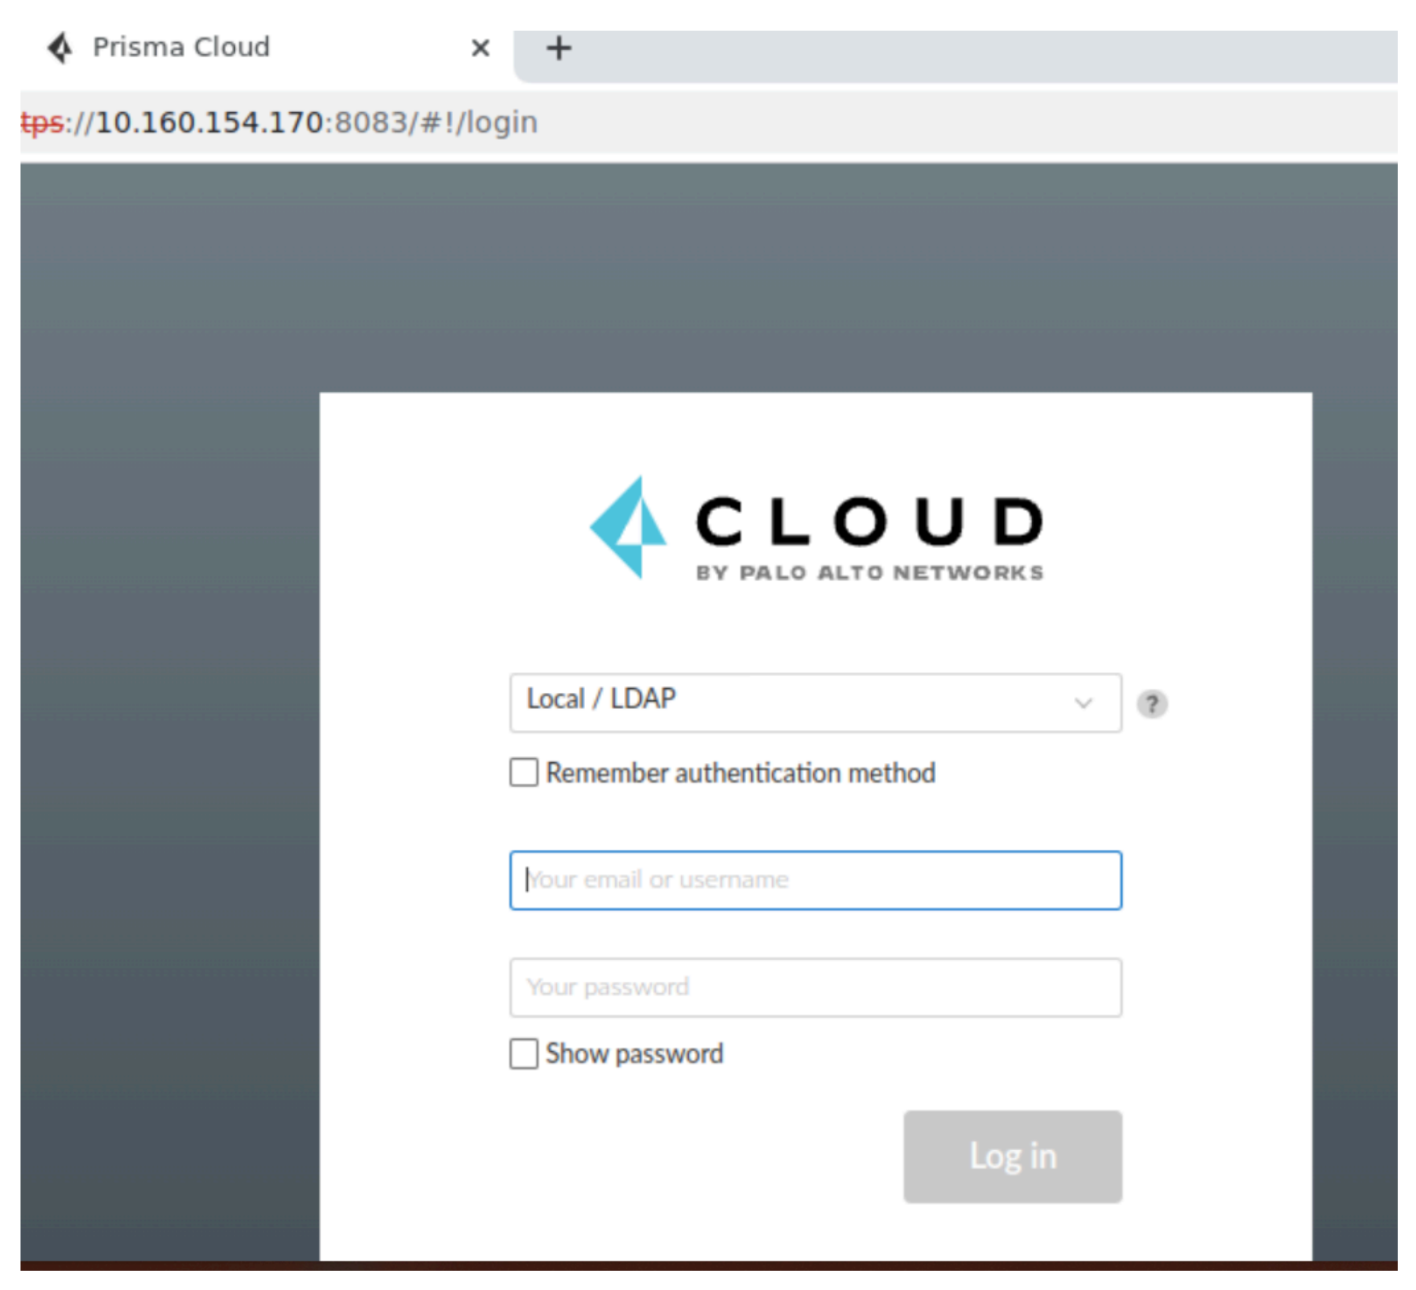 Prisma Cloud
tps://10.160.154.170:8083/#!/login
CLOUD
BY PALO ALTO NETWORKS
Local / LDAP
?
Remember authentication method
Your email or username
Your password
Show password
Log in